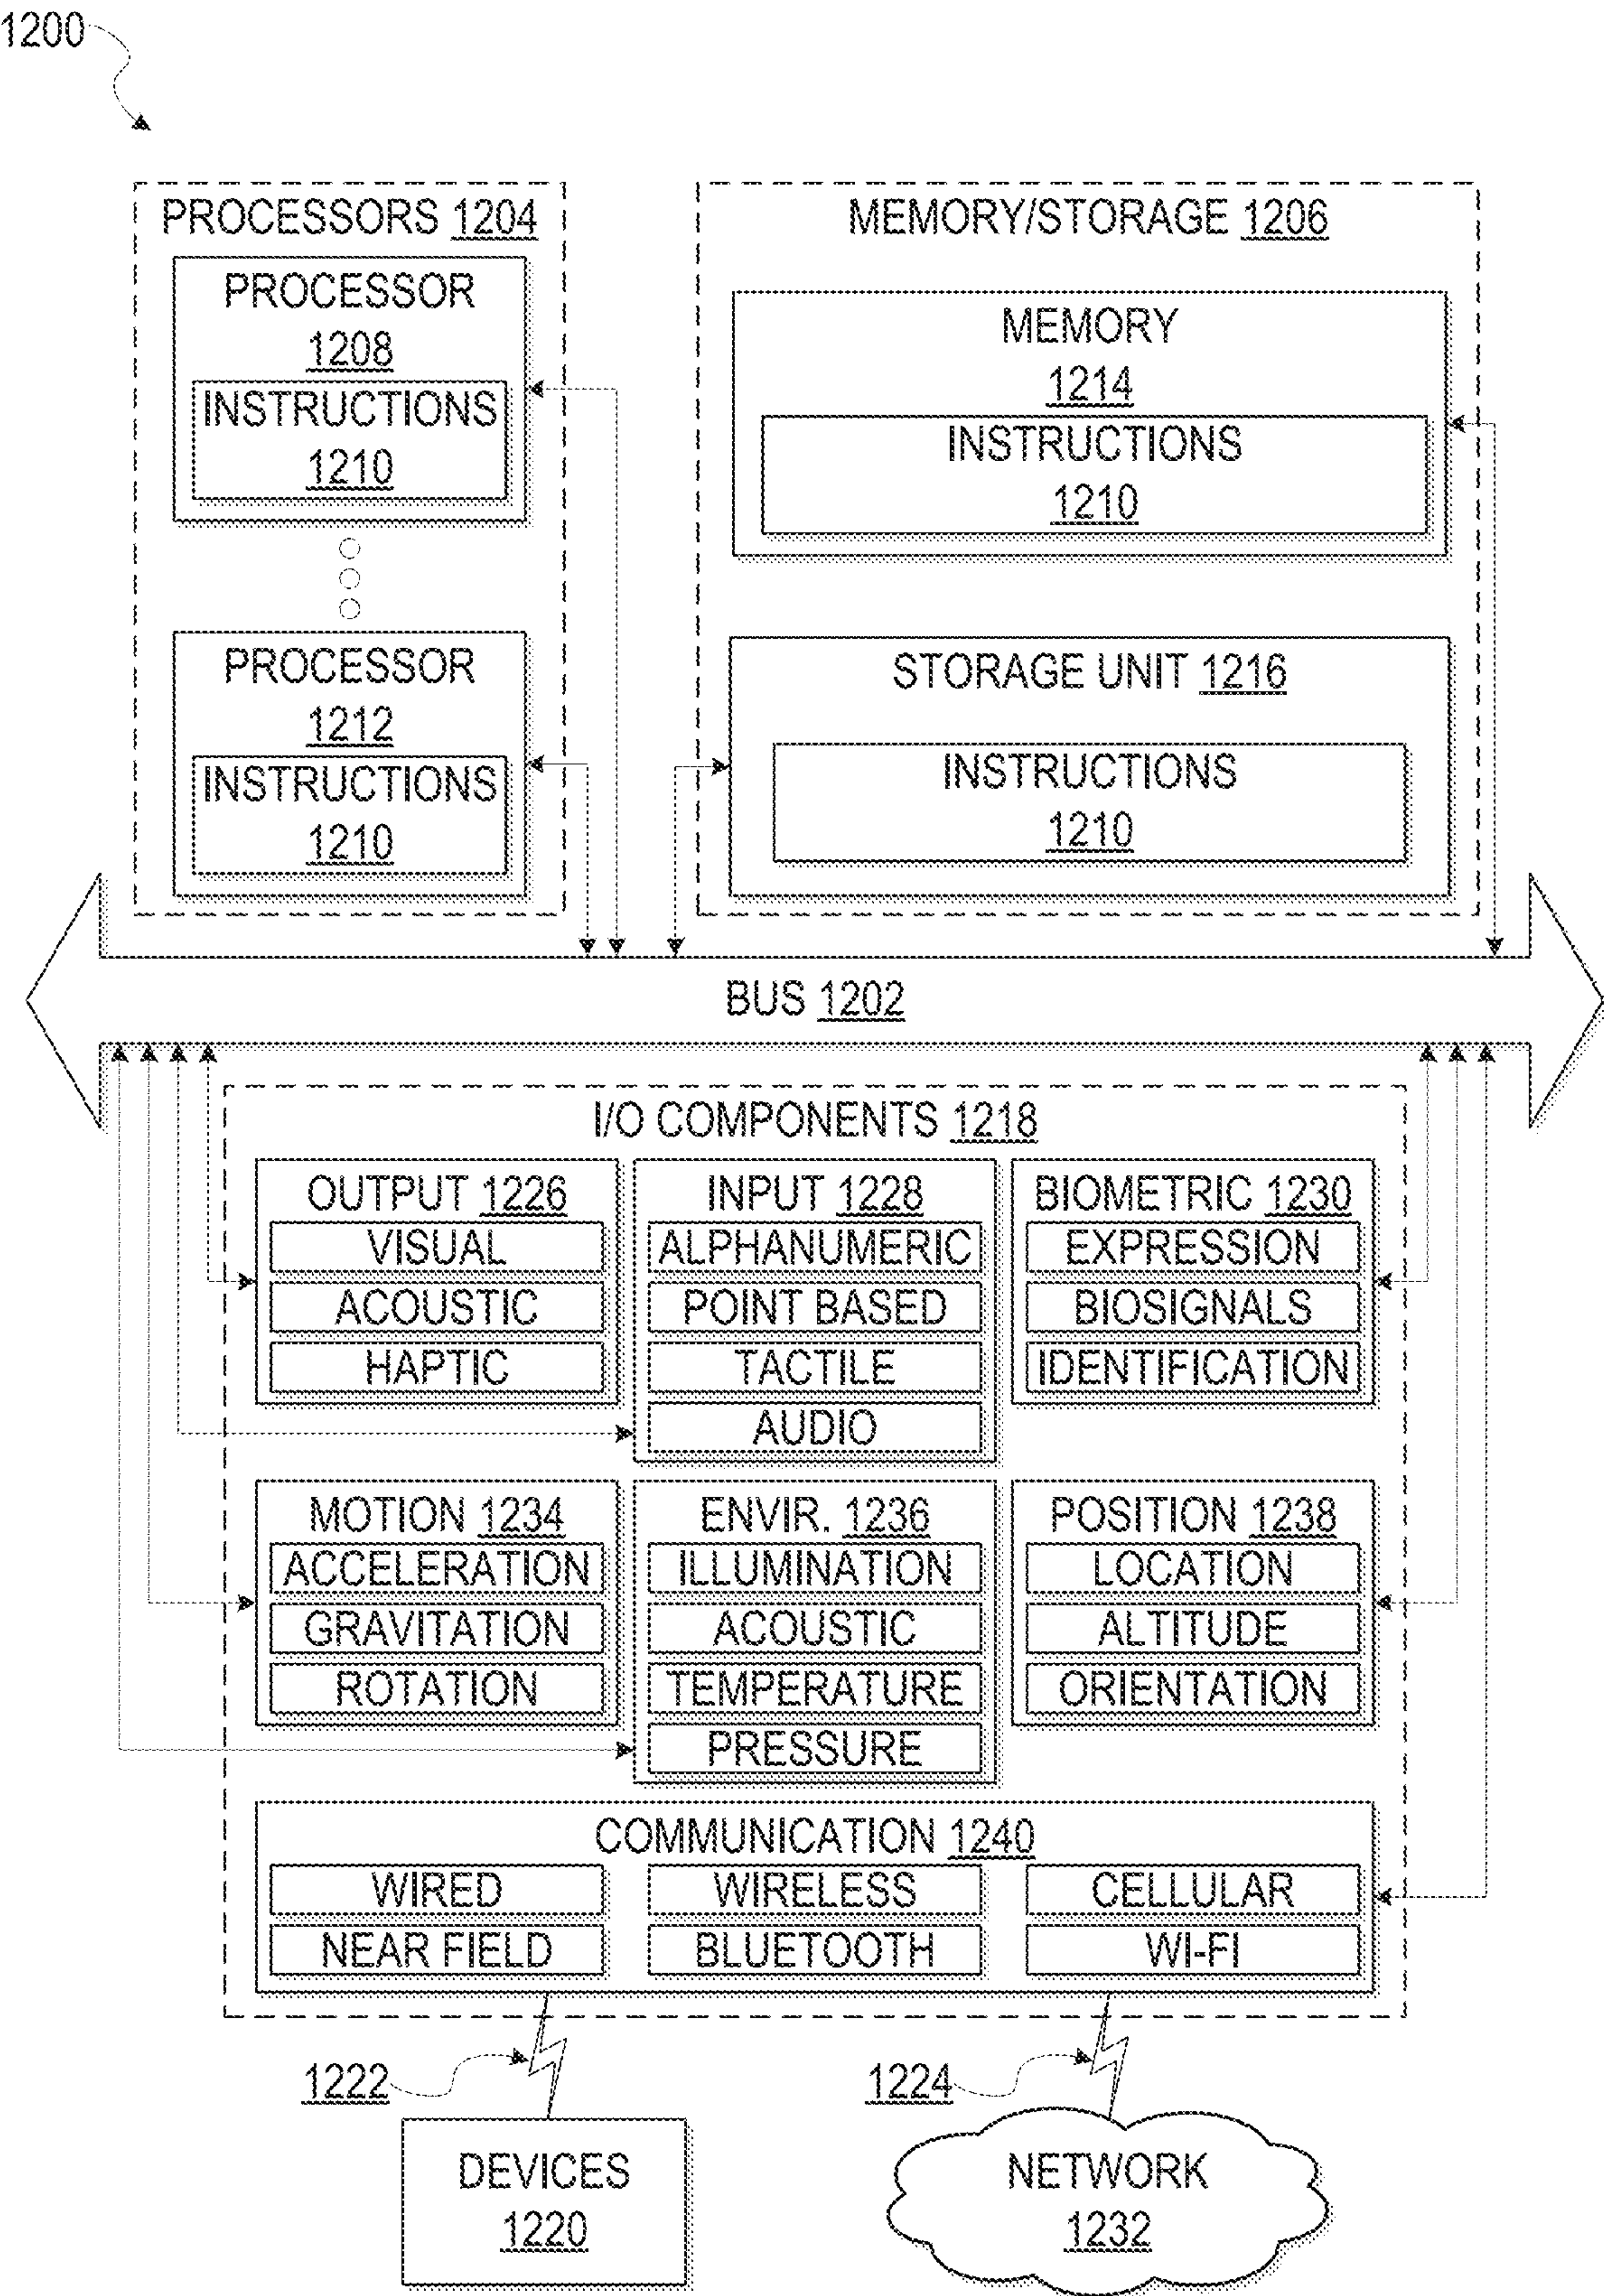 1200
PROCESSORS 1204
PROCESSOR
1208
INSTRUCTIONS
1210
PROCESSOR
1212
INSTRUCTIONS
1210
MEMORY/STORAGE 1206
MEMORY
1214
INSTRUCTIONS
1210
STORAGE UNIT 1216
INSTRUCTIONS
1210
BUS 1202
I/O COMPONENTS 1218
OUTPUT 1226
VISUAL
ACOUSTIC
HAPTIC
INPUT 1228
ALPHANUMERIC
POINT BASED
TACTILE
AUDIO
BIOMETRIC 1230
EXPRESSION
BIOSIGNALS
IDENTIFICATION
MOTION 1234
ACCELERATION
GRAVITATION
ROTATION
ENVIR. 1236
ILLUMINATION
ACOUSTIC
TEMPERATURE
PRESSURE
POSITION 1238
LOCATION
ALTITUDE
ORIENTATION
COMMUNICATION 1240
WIRED
WIRELESS
CELLULAR
NEAR FIELD
BLUETOOTH
WI-FI
1222
1224
DEVICES
1220
NETWORK
1232